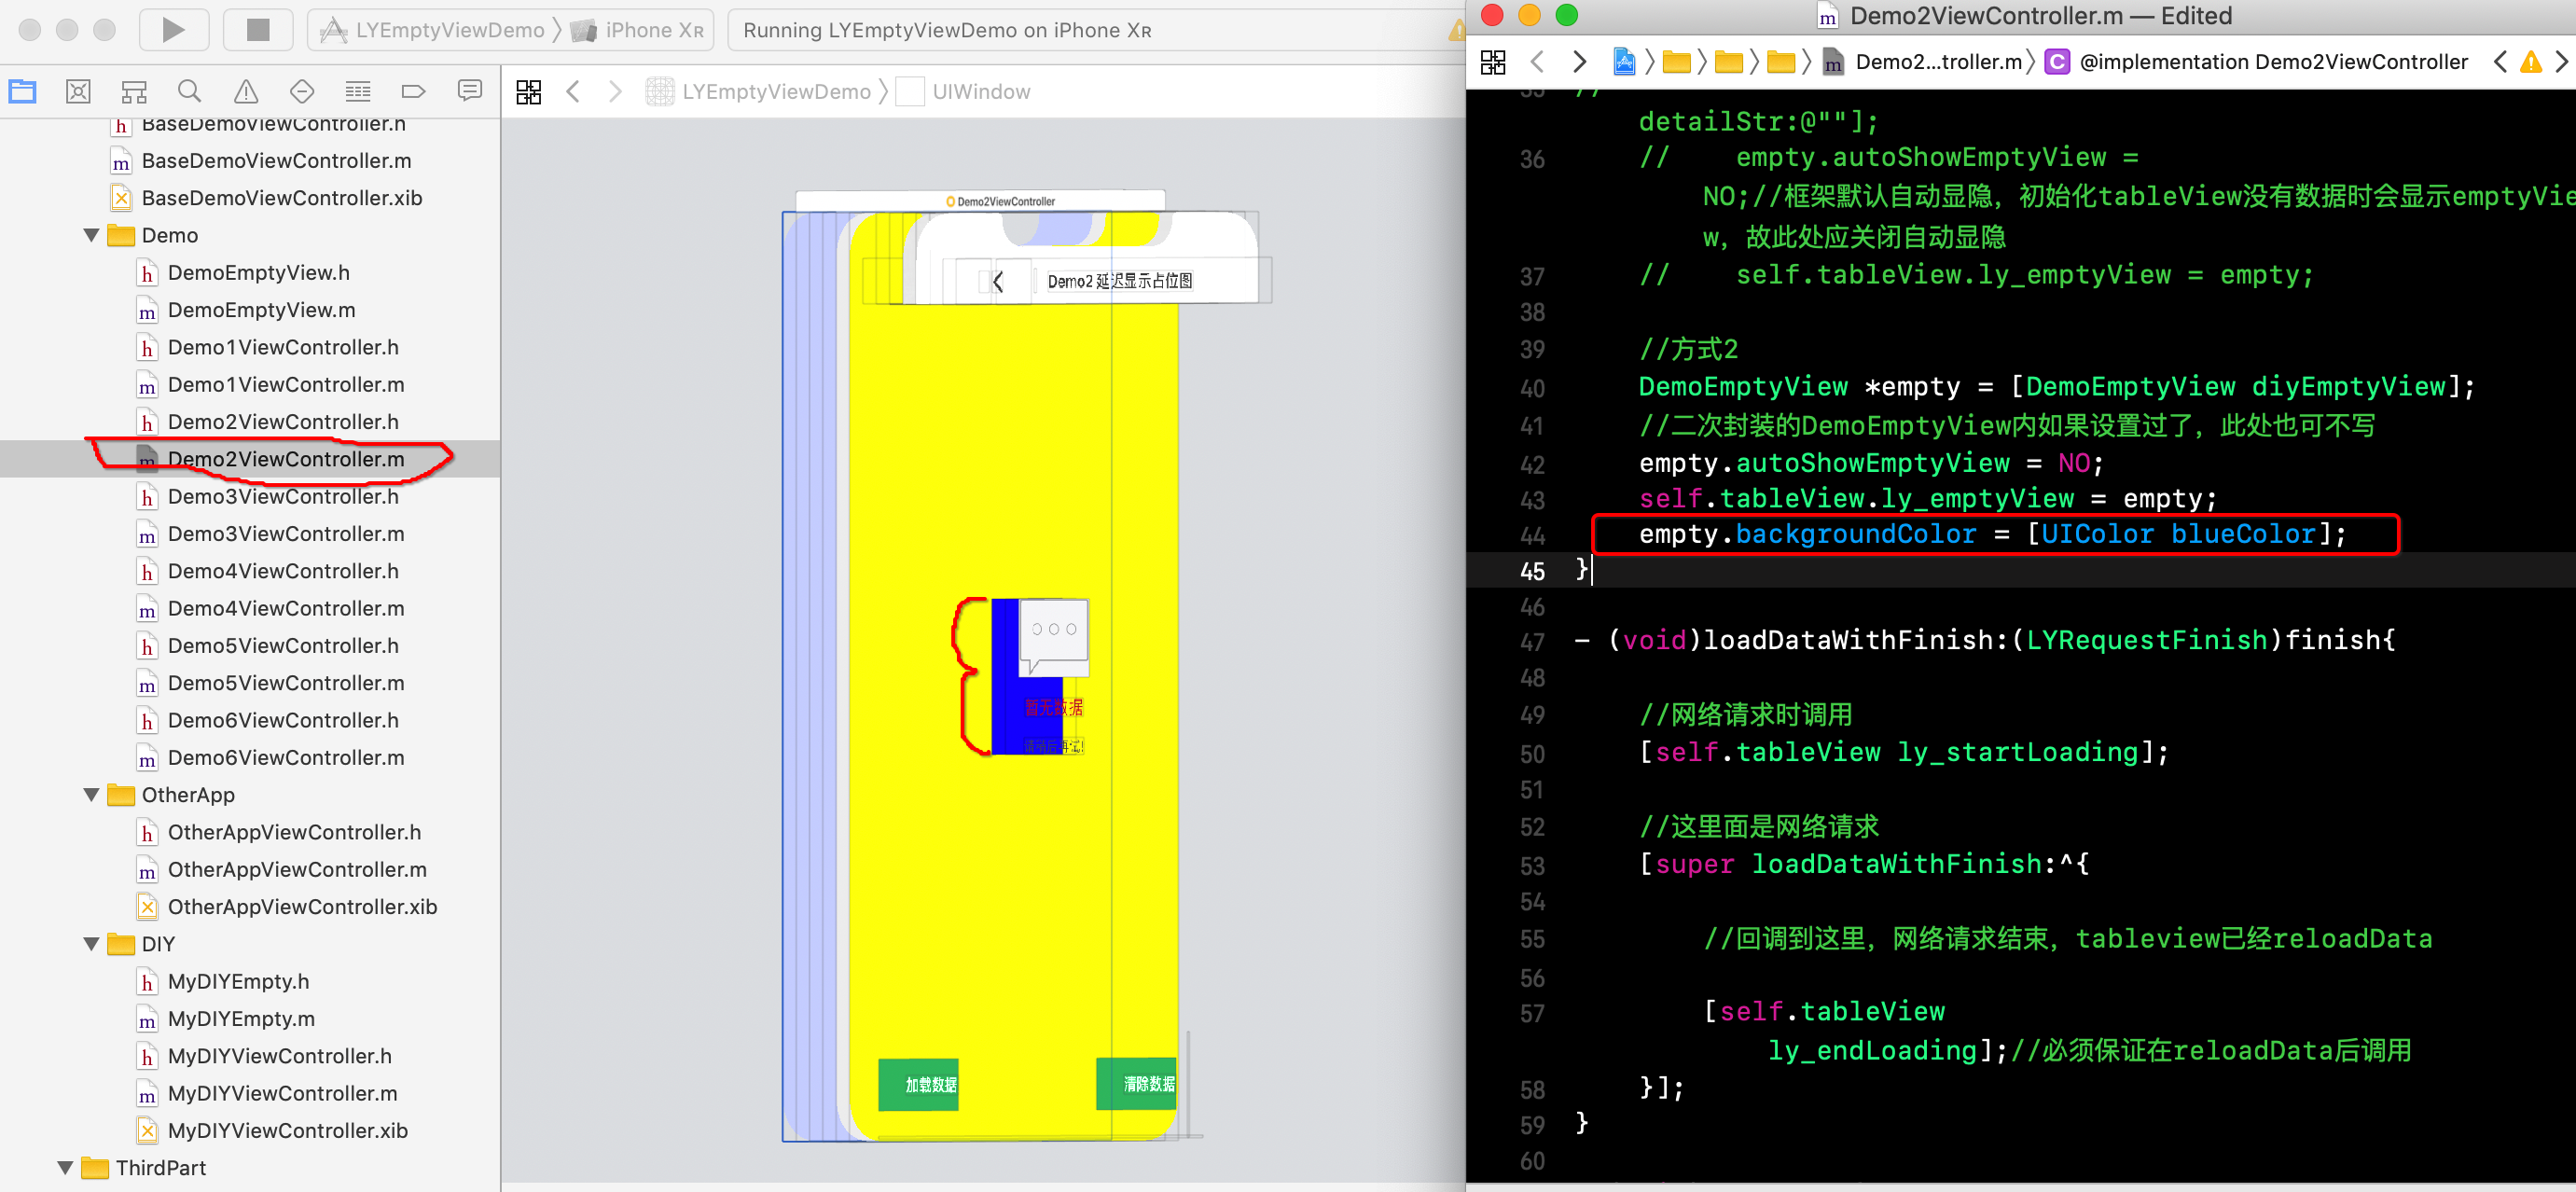 LYEmptyViewDemo
iPhone XR
Running LYEmptyViewDemo on iPhone XR
LYEmptyViewDemo
UIWindow
BaseDemoViewController.h
BaseDemoViewController.m
BaseDemoViewController.xib
Demo
DemoEmptyView.h
DemoEmptyView.m
Demo1ViewController.h
Demo1ViewController.m
Demo2ViewController.h
Demo2ViewController.m
Demo3ViewController.h
Demo3ViewController.m
Demo4ViewController.h
Demo4ViewController.m
Demo5ViewController.h
Demo5ViewController.m
Demo6ViewController.h
Demo6ViewController.m
OtherApp
OtherAppViewController.h
OtherAppViewController.m
OtherAppViewController.xib
DIY
MyDIYEmpty.h
MyDIYEmpty.m
MyDIYViewController.h
MyDIYViewController.m
MyDIYViewController.xib
ThirdPart
Demo2ViewController
Demo2 延迟显示占位图
暂无数据
请稍后再试!
加载数据
清除数据
Demo2ViewController.m — Edited
Demo2...troller.m
@implementation Demo2ViewController
35 //
detailStr:@""];
36 // empty.autoShowEmptyView =
NO;//框架默认自动显隐，初始化tableView没有数据时会显示emptyVie
w，故此处应关闭自动显隐
37 // self.tableView.ly_emptyView = empty;
38
39 //方式2
40 DemoEmptyView *empty = [DemoEmptyView diyEmptyView];
41 //二次封装的DemoEmptyView内如果设置过了，此处也可不写
42 empty.autoShowEmptyView = NO;
43 self.tableView.ly_emptyView = empty;
44 empty.backgroundColor = [UIColor blueColor];
45 }
46
47 - (void)loadDataWithFinish:(LYRequestFinish)finish{
48
49 //网络请求时调用
50 [self.tableView ly_startLoading];
51
52 //这里面是网络请求
53 [super loadDataWithFinish:^{
54
55 //回调到这里，网络请求结束，tableview已经reloadData
56
57 [self.tableView
ly_endLoading];//必须保证在reloadData后调用
58 }];
59 }
60